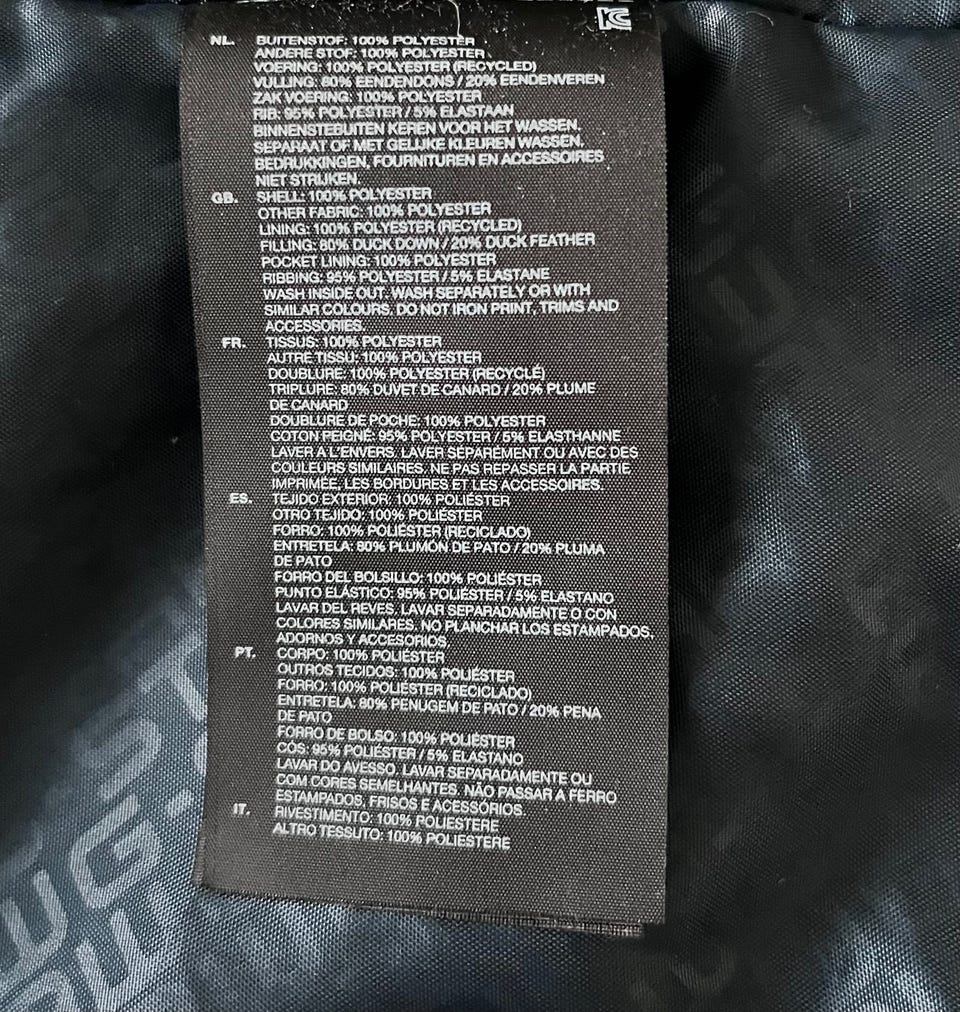 NL. BUITENSTOF: 100% POLYESTER
ANDERE STOF: 100% POLYESTER
VOERING: 100% POLYESTER (RECYCLED)
VULLING: 80% EENDENDONS / 20% EENDENVEREN
ZAK VOERING: 100% POLYESTER
RIB: 95% POLYESTER / 5% ELASTAAN
BINNENSTEBUITEN KEREN VOOR HET WASSEN,
SEPARAAT OF MET GELIJKE KLEUREN WASSEN.
BEDRUKKINGEN, FOURNITUREN EN ACCESSOIRES
NIET STRIJKEN.
GB. SHELL: 100% POLYESTER
OTHER FABRIC: 100% POLYESTER
LINING: 100% POLYESTER (RECYCLED)
FILLING: 80% DUCK DOWN / 20% DUCK FEATHER
POCKET LINING: 100% POLYESTER
RIBBING: 95% POLYESTER / 5% ELASTANE
WASH INSIDE OUT. WASH SEPARATELY OR WITH
SIMILAR COLOURS. DO NOT IRON PRINT, TRIMS AND
ACCESSORIES.
FR. TISSUS: 100% POLYESTER
AUTRE TISSU: 100% POLYESTER
DOUBLURE: 100% POLYESTER (RECYCLÉ)
TRIPLURE: 80% DUVET DE CANARD / 20% PLUME
DE CANARD
DOUBLURE DE POCHE: 100% POLYESTER
COTON PEIGNÉ: 95% POLYESTER / 5% ELASTHANNE
LAVER A L'ENVERS. LAVER SÉPARÉMENT OU AVEC DES
COULEURS SIMILAIRES. NE PAS REPASSER LA PARTIE
IMPRIMÉE, LES BORDURES ET LES ACCESSOIRES.
ES. TEJIDO EXTERIOR: 100% POLIÉSTER
OTRO TEJIDO: 100% POLIÉSTER
FORRO: 100% POLIÉSTER (RECICLADO)
ENTRETELA: 80% PLUMÓN DE PATO / 20% PLUMA
DE PATO
FORRO DEL BOLSILLO: 100% POLIÉSTER
PUNTO ELÁSTICO: 95% POLIÉSTER / 5% ELASTANO
LAVAR DEL REVES. LAVAR SEPARADAMENTE O CON
COLORES SIMILARES. NO PLANCHAR LOS ESTAMPADOS,
ADORNOS Y ACCESORIOS.
PT. CORPO: 100% POLIÉSTER
OUTROS TECIDOS: 100% POLIÉSTER
FORRO: 100% POLIÉSTER (RECICLADO)
ENTRETELA: 80% PENUGEM DE PATO / 20% PENA
DE PATO
FORRO DE BOLSO: 100% POLIÉSTER
CÓS: 95% POLIÉSTER / 5% ELASTANO
LAVAR DO AVESSO. LAVAR SEPARADAMENTE OU
COM CORES SEMELHANTES. NÃO PASSAR A FERRO
ESTAMPADOS, FRISOS E ACESSÓRIOS.
IT. RIVESTIMENTO: 100% POLIESTERE
ALTRO TESSUTO: 100% POLIESTERE